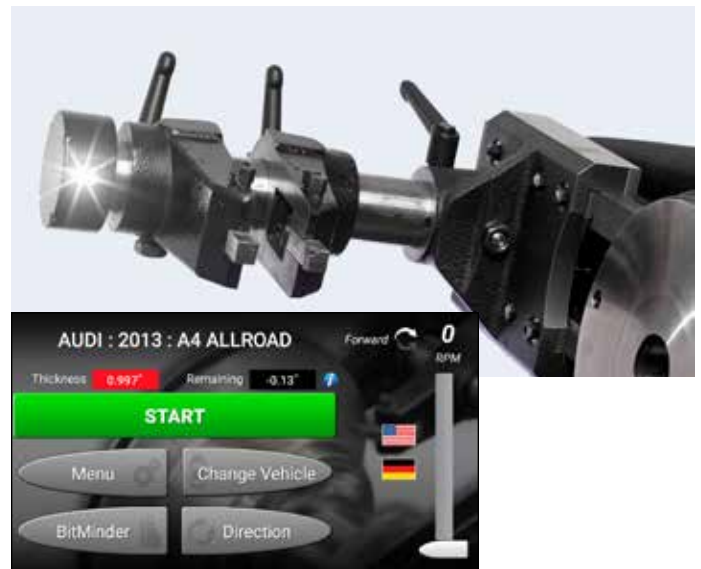 AUDI : 2013 : A4 ALLROAD
Forward 0
RPM
Thickness 0.997" Remaining -0.13" i
START
Menu Change Vehicle
BitMinder Direction